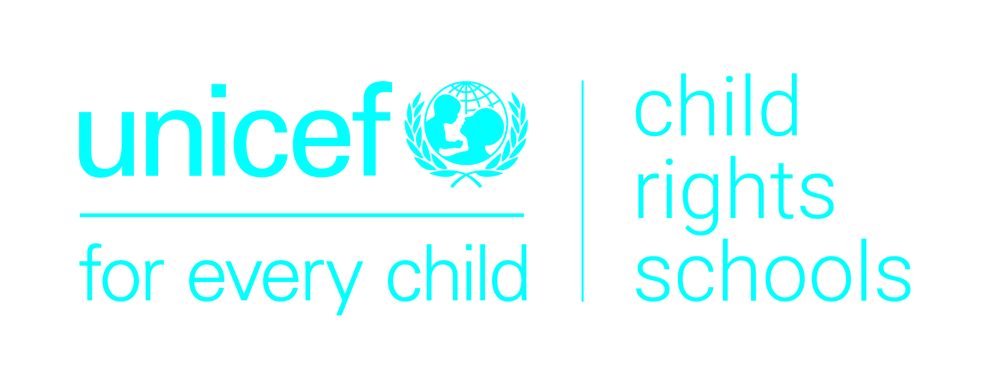 unicef
for every child
child
rights
schools